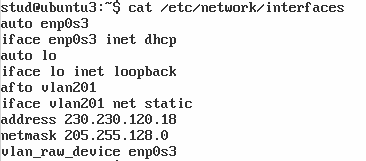 stud@ubuntu3:~$ cat /etc/network/interfaces
auto enp0s3
iface enp0s3 inet dhcp
auto lo
iface lo inet loopback
afto vlan201
iface vlan201 net static
address 230.230.120.18
netmask 205.255.128.0
vlan_raw_device enp0s3